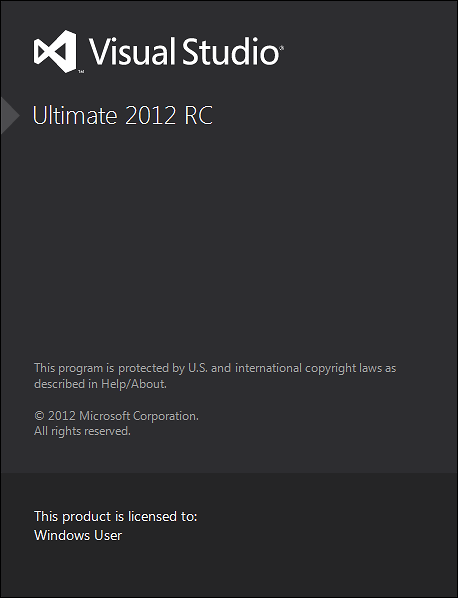 Visual Studio®
™
Ultimate 2012 RC
This program is protected by U.S. and international copyright laws as
described in Help/About.
© 2012 Microsoft Corporation.
All rights reserved.
This product is licensed to:
Windows User